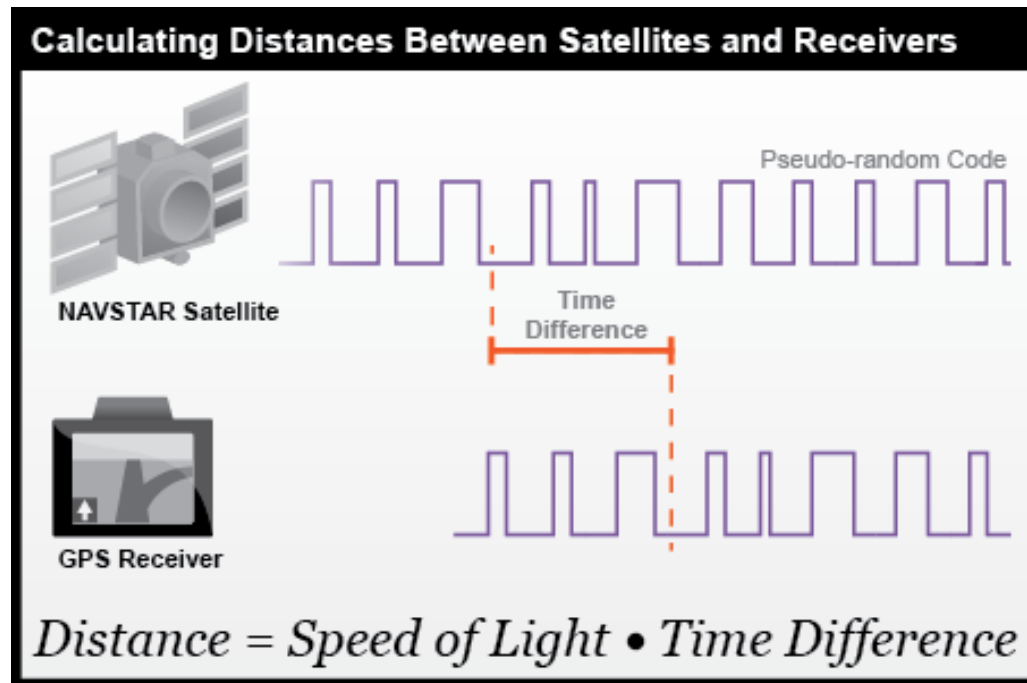 Calculating Distances Between Satellites and Receivers
Pseudo-random Code
NAVSTAR Satellite
Time
Difference
GPS Receiver
Distance = Speed of Light • Time Difference